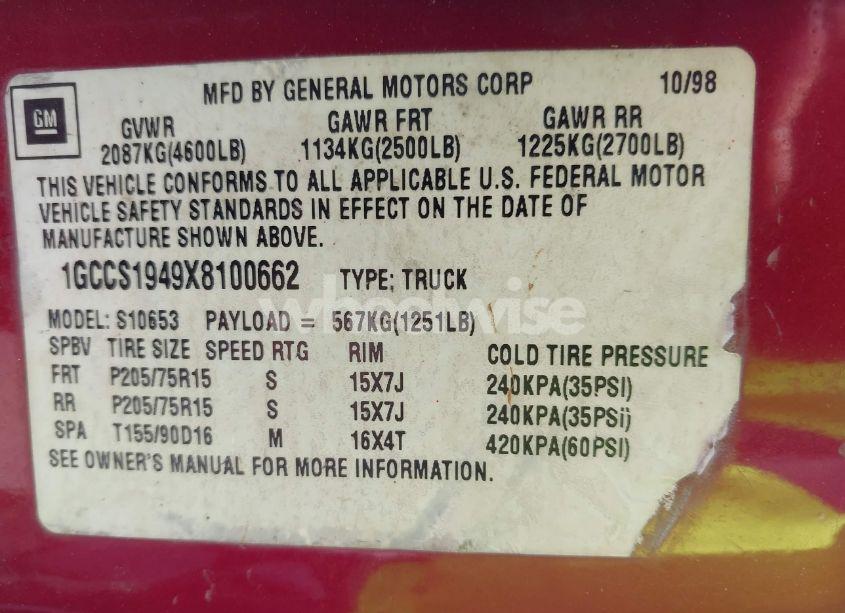 MFD BY GENERAL MOTORS CORP 10/98
GM
GVWR GAWR FRT GAWR RR
2087KG(4600LB) 1134KG(2500LB) 1225KG(2700LB)
THIS VEHICLE CONFORMS TO ALL APPLICABLE U.S. FEDERAL MOTOR
VEHICLE SAFETY STANDARDS IN EFFECT ON THE DATE OF
MANUFACTURE SHOWN ABOVE.
1GCCS1949X8100662 TYPE; TRUCK
wheelwise
MODEL: S10653 PAYLOAD = 567KG(1251LB)
SPBV TIRE SIZE SPEED RTG RIM COLD TIRE PRESSURE
FRT P205/75R15 S 15X7J 240KPA(35PSI)
RR P205/75R15 S 15X7J 240KPA(35PSI)
SPA T155/90D16 M 16X4T 420KPA(60PSI)
SEE OWNER'S MANUAL FOR MORE INFORMATION.